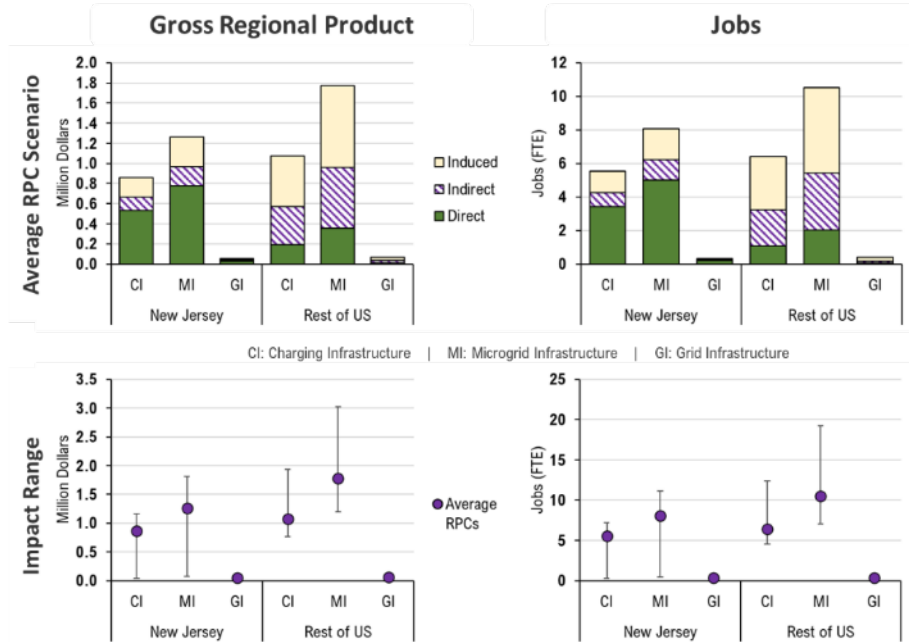 Gross Regional Product
Jobs
Average RPC Scenario
Million Dollars
2.0
1.8
1.6
1.4
1.2
1.0
0.8
0.6
0.4
0.2
0.0
CI MI GI CI MI GI
New Jersey Rest of US
Induced
Indirect
Direct
Jobs (FTE)
12
10
8
6
4
2
0
CI MI GI CI MI GI
New Jersey Rest of US
CI: Charging Infrastructure | MI: Microgrid Infrastructure | GI: Grid Infrastructure
Impact Range
Million Dollars
3.5
3.0
2.5
2.0
1.5
1.0
0.5
0.0
CI MI GI CI MI GI
New Jersey Rest of US
Average
RPCs
Jobs (FTE)
25
20
15
10
5
0
CI MI GI CI MI GI
New Jersey Rest of US